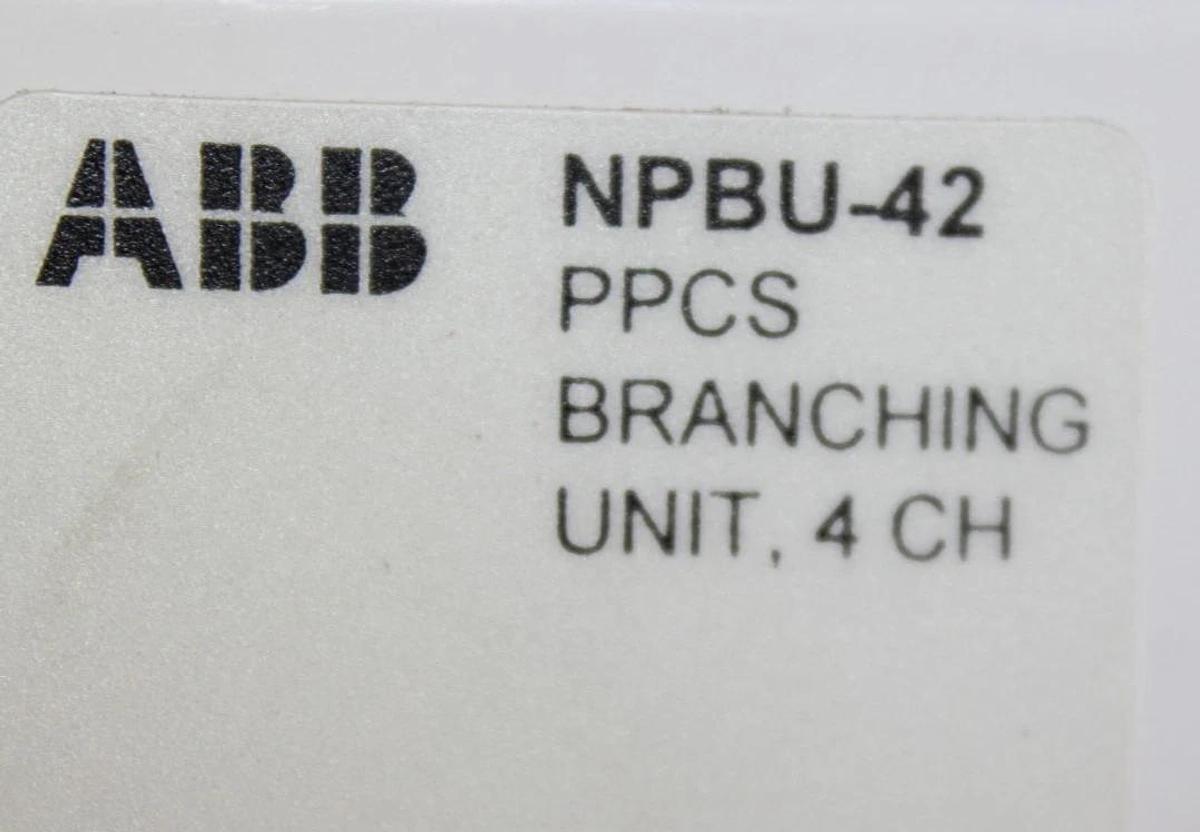 ABB
NPBU-42
PPCS
BRANCHING
UNIT, 4 CH